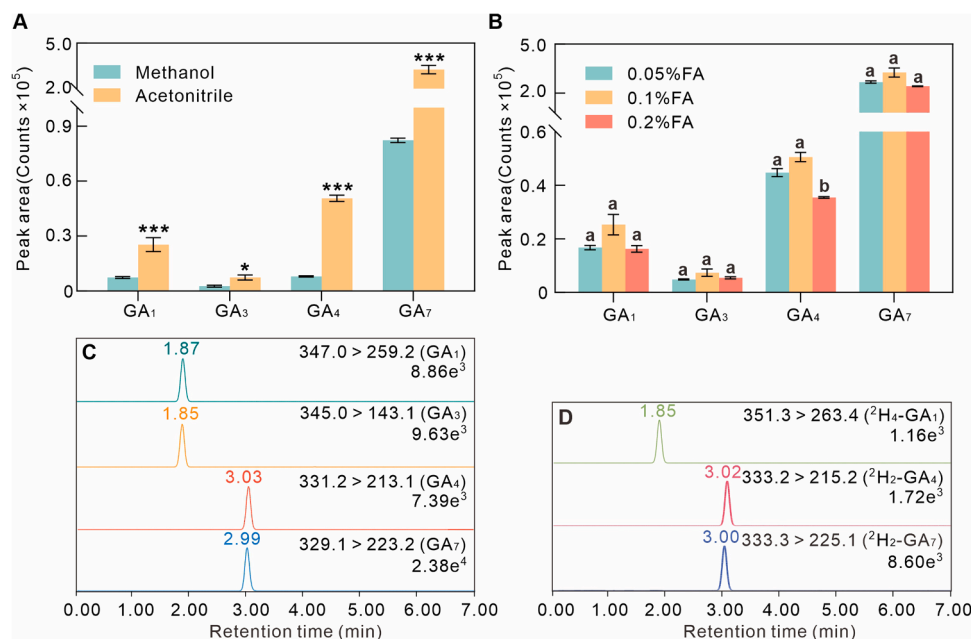 A
Peak area(Counts ×10⁵)
5.0
2.0
0.9
0.6
0.3
0
Methanol
Acetonitrile
***
*
***
***
GA₁
GA₃
GA₄
GA₇
B
Peak area(Counts ×10⁵)
5.0
2.0
0.6
0.4
0.2
0
0.05%FA
0.1%FA
0.2%FA
a a a
a a a
a a b
a a a
GA₁
GA₃
GA₄
GA₇
C
1.87
347.0 > 259.2 (GA₁)
8.86e³
1.85
345.0 > 143.1 (GA₃)
9.63e³
3.03
331.2 > 213.1 (GA₄)
7.39e³
2.99
329.1 > 223.2 (GA₇)
2.38e⁴
0.00 1.00 2.00 3.00 4.00 5.00 6.00 7.00
Retention time (min)
D
1.85
351.3 > 263.4 (²H₄-GA₁)
1.16e³
3.02
333.2 > 215.2 (²H₂-GA₄)
1.72e³
3.00
333.3 > 225.1 (²H₂-GA₇)
8.60e³
0.00 1.00 2.00 3.00 4.00 5.00 6.00 7.00
Retention time (min)